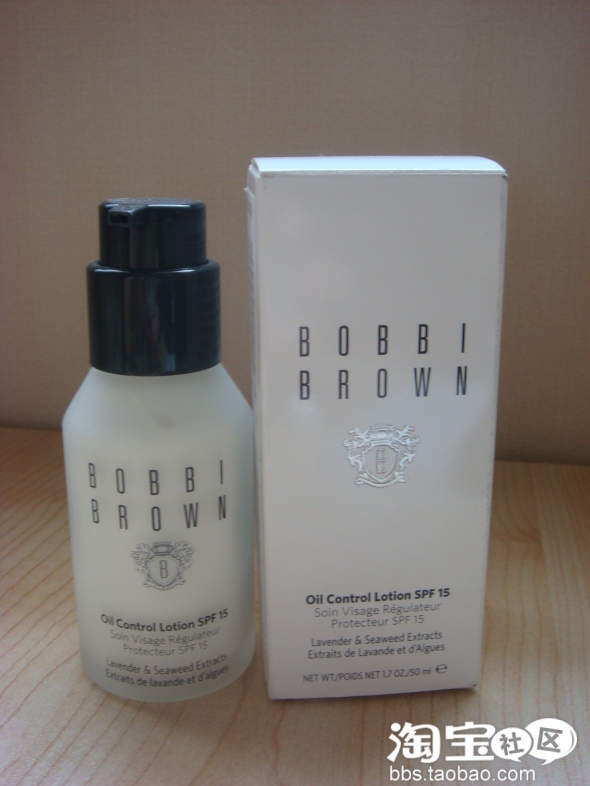 BOBBI
BROWN
B
Oil Control Lotion SPF 15
Soin Visage Régulateur
Protecteur SPF 15
Lavender & Seaweed Extracts
Extraits de lavande et d'algues
BOBBI
BROWN
B
Oil Control Lotion SPF 15
Soin Visage Régulateur
Protecteur SPF 15
Lavender & Seaweed Extracts
Extraits de Lavande et d'Algues
NET WT./POIDS NET 1.7 OZ./50 ml ℮
淘宝社区
bbs.taobao.com